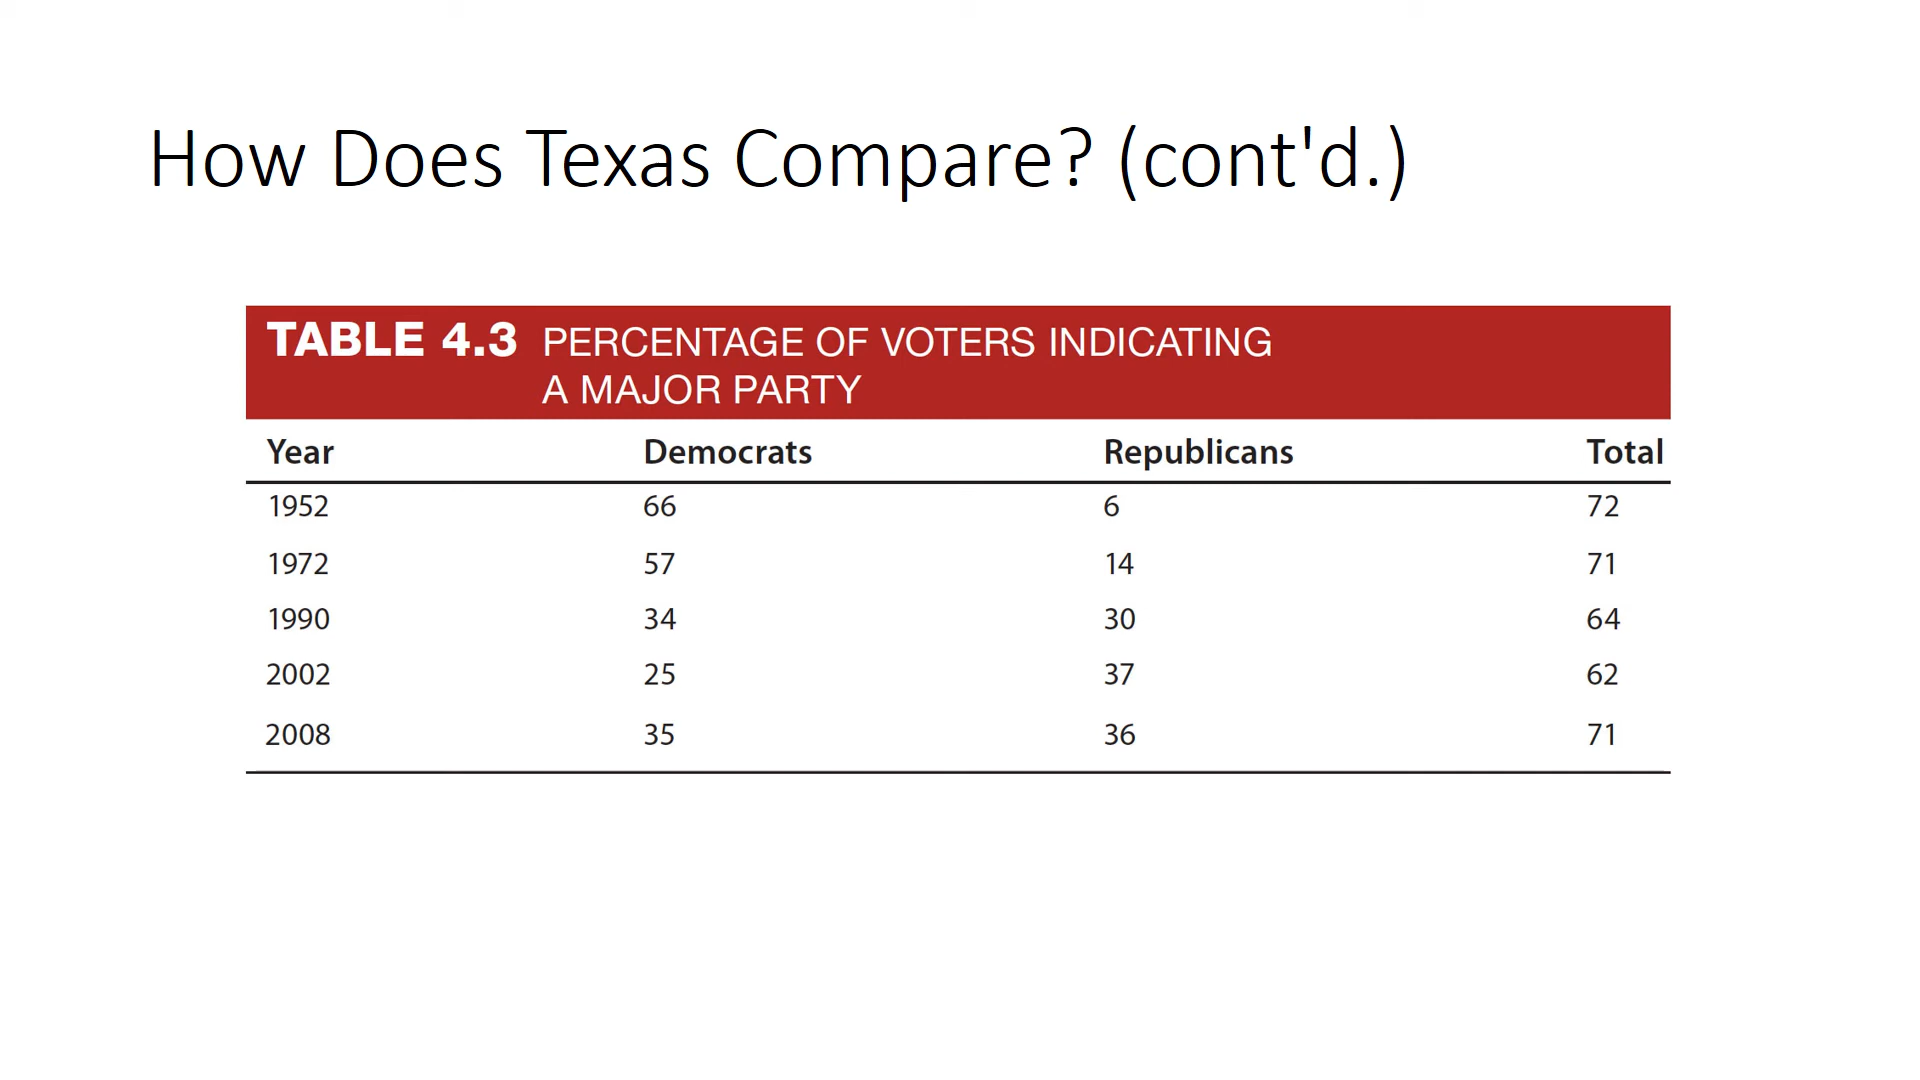 How Does Texas Compare? (cont'd.)
TABLE 4.3 PERCENTAGE OF VOTERS INDICATING
A MAJOR PARTY
Year Democrats Republicans Total
1952 66 6 72
1972 57 14 71
1990 34 30 64
2002 25 37 62
2008 35 36 71